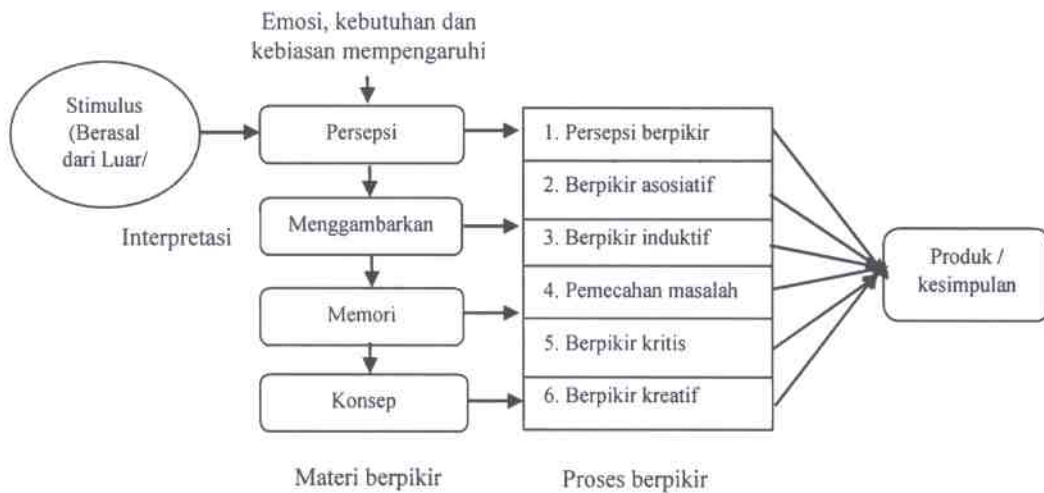 Emosi, kebutuhan dan
kebiasan mempengaruhi
Stimulus
(Berasal
dari Luar/
Persepsi
Menggambarkan
Interpretasi
Memori
Konsep
1. Persepsi berpikir
2. Berpikir asosiatif
3. Berpikir induktif
4. Pemecahan masalah
5. Berpikir kritis
6. Berpikir kreatif
Produk /
kesimpulan
Materi berpikir
Proses berpikir